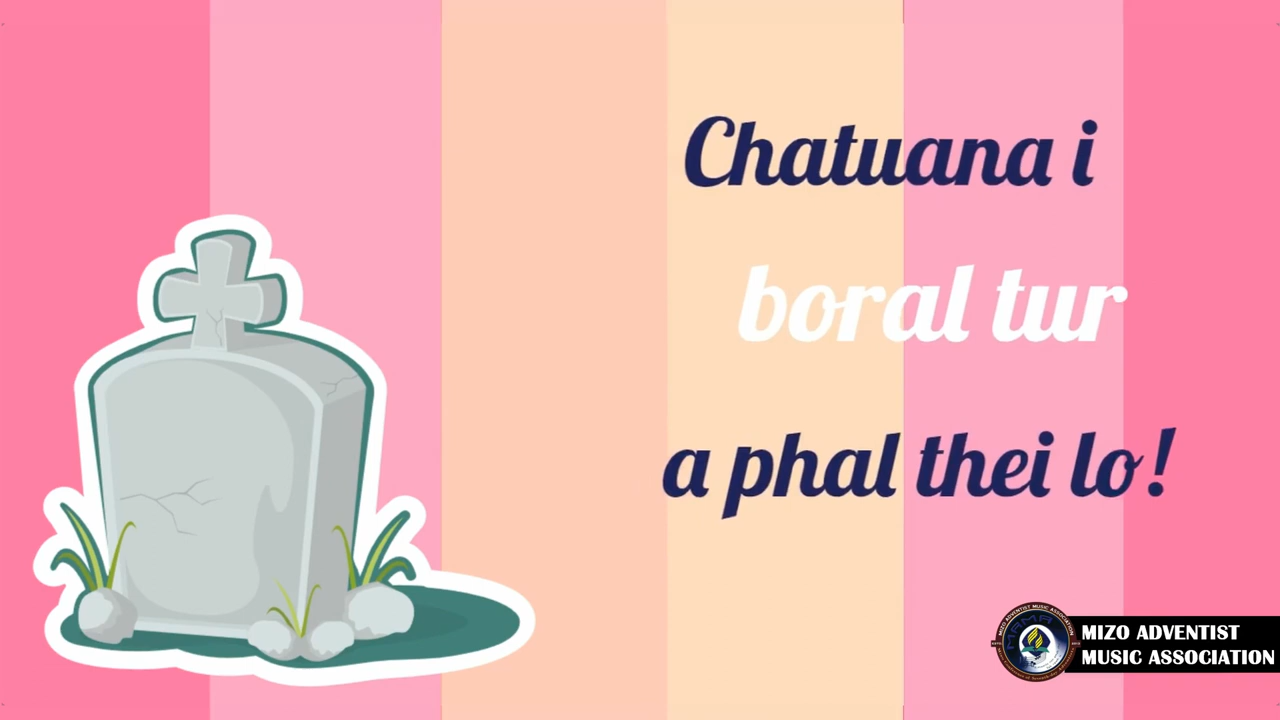 Chatuana i
boral tur
a phal thei lo!
MIZO ADVENTIST
MUSIC ASSOCIATION